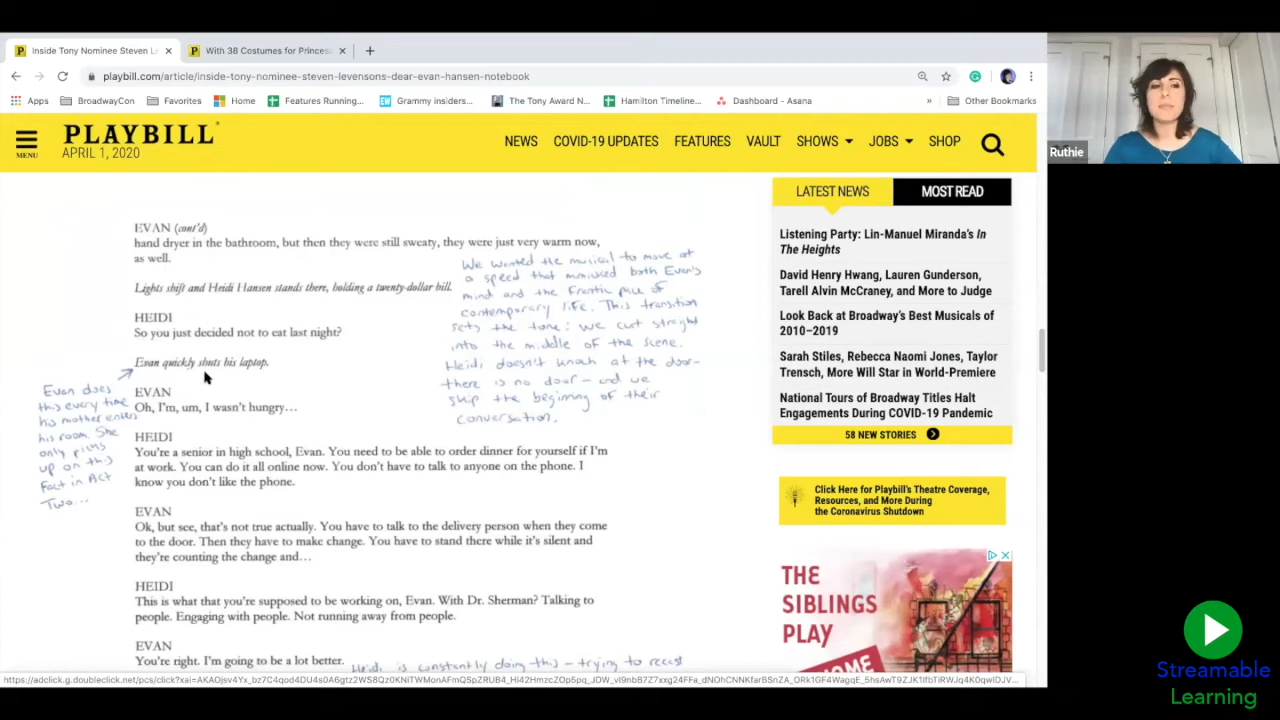 Inside Tony Nominee Steven Le
With 38 Costumes for Princess
playbill.com/article/inside-tony-nominee-steven-levensons-dear-evan-hansen-notebook
Apps
BroadwayCon
Favorites
Home
Features Running...
Grammy insiders...
The Tony Award N...
Hamilton Timeline...
Dashboard - Asana
»
Other Bookmarks
MENU
PLAYBILL
APRIL 1, 2020
NEWS
COVID-19 UPDATES
FEATURES
VAULT
SHOWS
JOBS
SHOP
Ruthie
EVAN (cont'd)
hand dryer in the bathroom, but then they were still sweaty, they were just very warm now,
as well.
Lights shift and Heidi Hansen stands there, holding a twenty-dollar bill.
HEIDI
So you just decided not to eat last night?
Evan quickly shuts his laptop.
EVAN
Oh, I'm, um, I wasn't hungry…
HEIDI
You're a senior in high school, Evan. You need to be able to order dinner for yourself if I'm
at work. You can do it all online now. You don't have to talk to anyone on the phone. I
know you don't like the phone.
EVAN
Ok, but see, that's not true actually. You have to talk to the delivery person when they come
to the door. Then they have to make change. You have to stand there while it's silent and
they're counting the change and…
HEIDI
This is what that you're supposed to be working on, Evan. With Dr. Sherman? Talking to
people. Engaging with people. Not running away from people.
EVAN
You're right. I'm going to be a lot better.
We wanted the musical to move at
a speed that mimicked both Evan's
mind and the frantic pace of
contemporary life. This transition
sets the tone: we cut straight
into the middle of the scene.
Heidi doesn't knock at the door-
there is no door- and we
skip the beginning of their
conversation.
Evan does
this every time
his mother enters
his room. She
only picks
up on this
fact in Act
Two...
Heidi is constantly doing this - trying to recast
LATEST NEWS
MOST READ
Listening Party: Lin-Manuel Miranda's In
The Heights
David Henry Hwang, Lauren Gunderson,
Tarell Alvin McCraney, and More to Judge
Look Back at Broadway's Best Musicals of
2010–2019
Sarah Stiles, Rebecca Naomi Jones, Taylor
Trensch, More Will Star in World-Premiere
National Tours of Broadway Titles Halt
Engagements During COVID-19 Pandemic
58 NEW STORIES
Click Here for Playbill's Theatre Coverage,
Resources, and More During
the Coronavirus Shutdown
THE
SIBLINGS
PLAY
Streamable
Learning